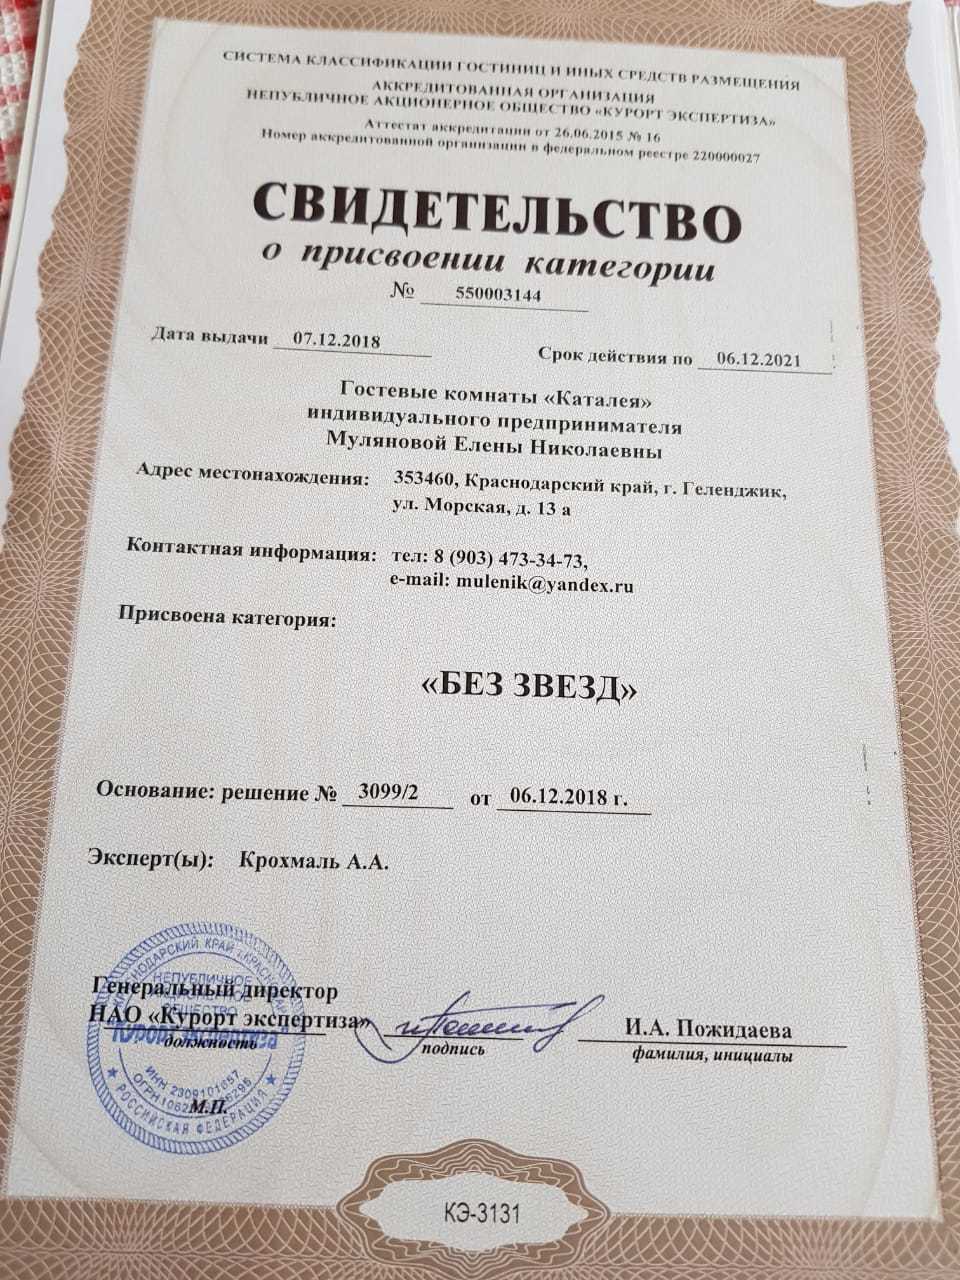 СИСТЕМА КЛАССИФИКАЦИИ ГОСТИНИЦ И ИНЫХ СРЕДСТВ РАЗМЕЩЕНИЯ
АККРЕДИТОВАННАЯ ОРГАНИЗАЦИЯ
НЕПУБЛИЧНОЕ АКЦИОНЕРНОЕ ОБЩЕСТВО «КУРОРТ ЭКСПЕРТИЗА»
Аттестат аккредитации от 26.06.2015 № 16
Номер аккредитованной организации в федеральном реестре 220000027
СВИДЕТЕЛЬСТВО
о присвоении категории
№ 550003144
Дата выдачи 07.12.2018
Срок действия по 06.12.2021
Гостевые комнаты «Каталея»
индивидуального предпринимателя
Муляновой Елены Николаевны
Адрес местонахождения: 353460, Краснодарский край, г. Геленджик,
ул. Морская, д. 13 а
Контактная информация: тел: 8 (903) 473-34-73,
e-mail: mulenik@yandex.ru
Присвоена категория:
«БЕЗ ЗВЕЗД»
Основание: решение № 3099/2 от 06.12.2018 г.
Эксперт(ы): Крохмаль А.А.
Генеральный директор
НАО «Курорт экспертиза»
И.А. Пожидаева
должность
подпись
фамилия, инициалы
НЕПУБЛИЧНОЕ
ОБЩЕСТВО
ИНН 2309101657
РОССИЙСКАЯ ФЕДЕРАЦИЯ
М.П.
КЭ-3131